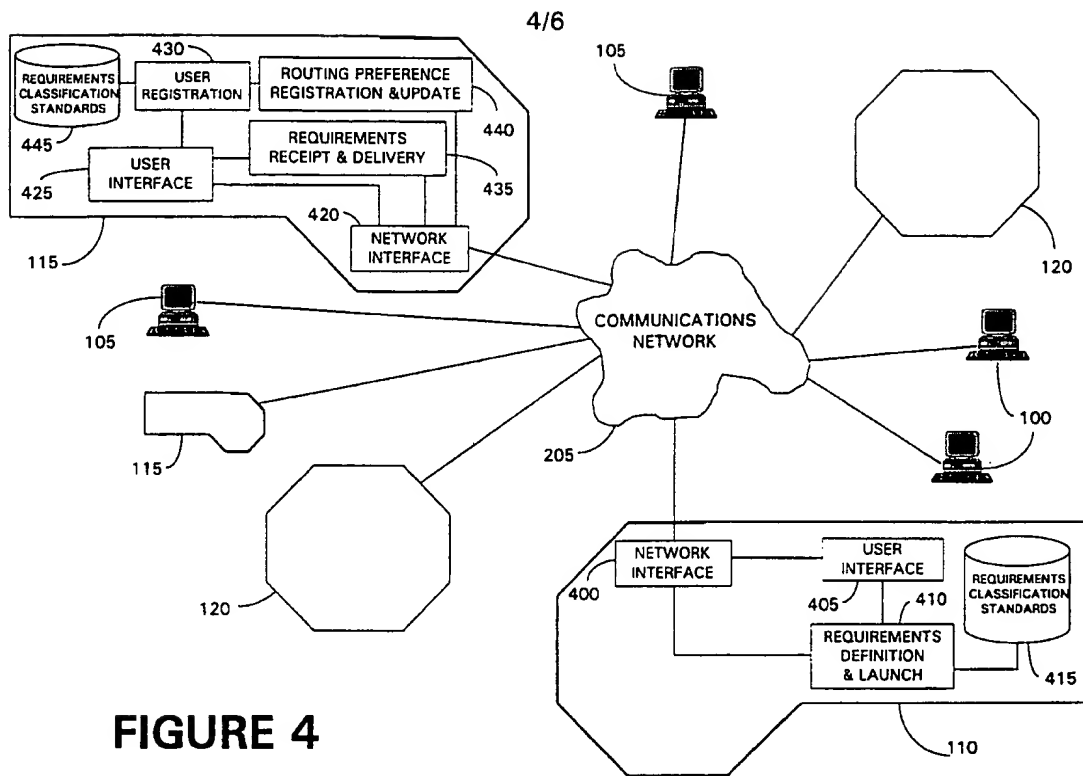 4/6
430
REQUIREMENTS
CLASSIFICATION
STANDARDS
USER
REGISTRATION
ROUTING PREFERENCE
REGISTRATION &UPDATE
445
440
REQUIREMENTS
RECEIPT & DELIVERY
USER
INTERFACE
425
435
420
NETWORK
INTERFACE
115
105
120
105
COMMUNICATIONS
NETWORK
100
115
205
120
NETWORK
INTERFACE
400
USER
INTERFACE
405
410
REQUIREMENTS
CLASSIFICATION
STANDARDS
REQUIREMENTS
DEFINITION
& LAUNCH
415
110
FIGURE 4